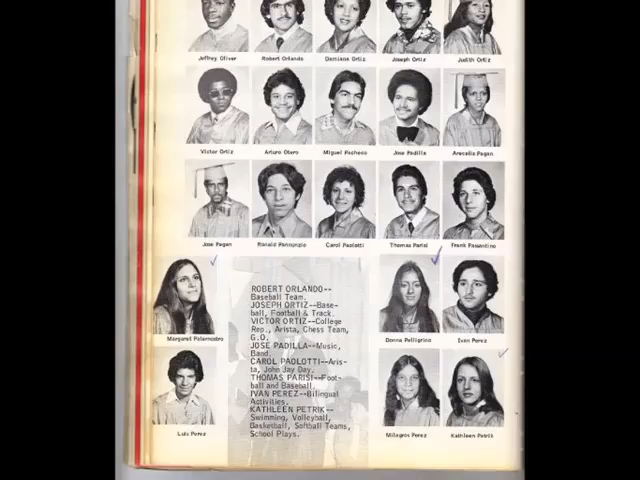 Jeffrey Oliver Robert Orlando Damiana Ortiz Joseph Ortiz Judith Ortiz
Victor Ortiz Arturo Otero Miguel Pacheco Jose Padilla Aracelia Pagan
Jose Pagan Ronald Pansunzio Carol Paolotti Thomas Parisi Frank Passantino
Margaret Paternostro
Donna Pelligrino Ivan Perez
Luis Perez
Milagros Perez Kathleen Petrik
ROBERT ORLANDO--
Baseball Team.
JOSEPH ORTIZ--Base-
ball, Football & Track.
VICTOR ORTIZ--College
Rep., Arista, Chess Team,
G.O.
JOSE PADILLA--Music,
Band.
CAROL PAOLOTTI--Aris-
ta, John Jay Day.
THOMAS PARISI--Foot-
ball and Baseball.
IVAN PEREZ--Bilingual
Activities.
KATHLEEN PETRIK--
Swimming, Volleyball,
Basketball, Softball Teams,
School Plays.